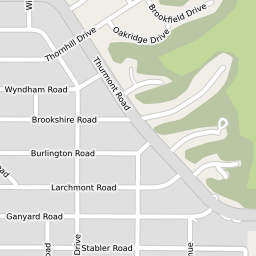 Brookfield Drive
Oakridge Drive
Thornhill Drive
Thurmont Road
Wyndham Road
Brookshire Road
Burlington Road
Larchmont Road
Ganyard Road
Drive
Stabler Road